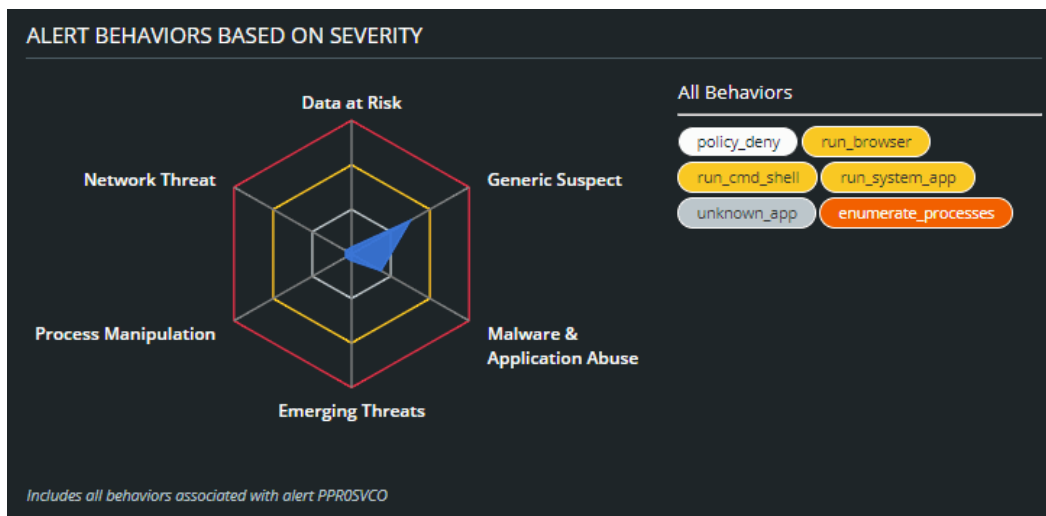 ALERT BEHAVIORS BASED ON SEVERITY
Data at Risk
Network Threat
Generic Suspect
Process Manipulation
Malware &
Application Abuse
Emerging Threats
All Behaviors
policy_deny
run_browser
run_cmd_shell
run_system_app
unknown_app
enumerate_processes
Includes all behaviors associated with alert PPR0SVCO